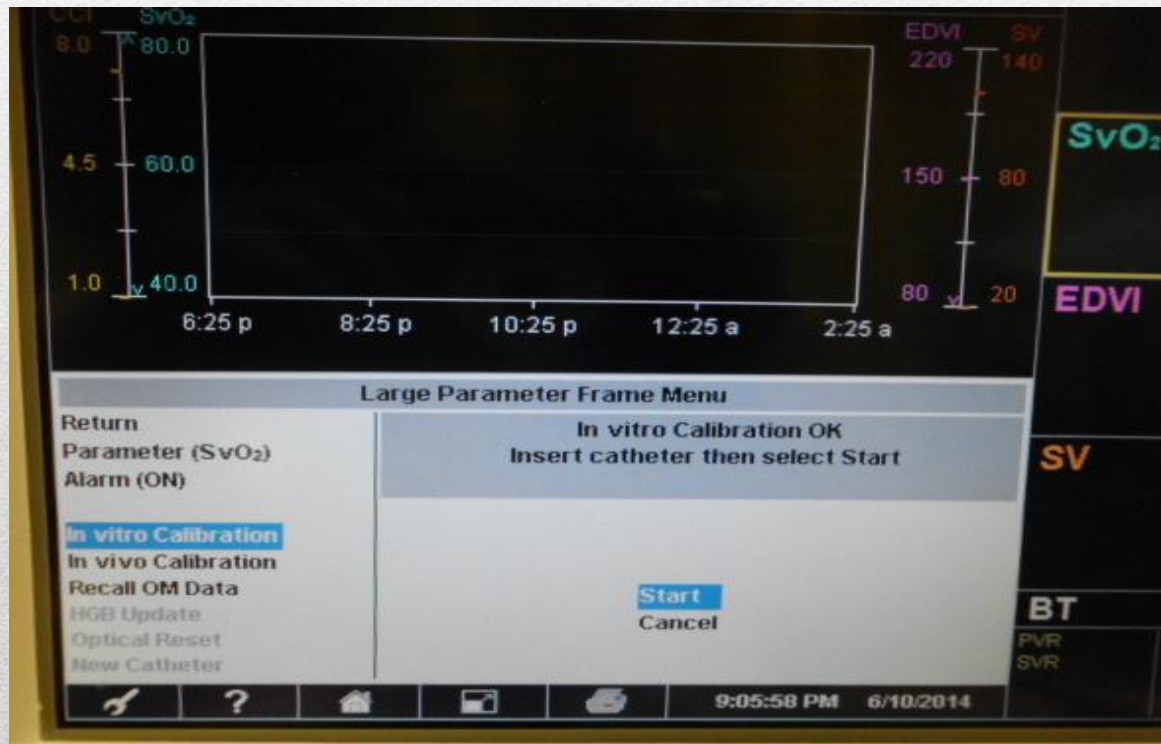 CCI SvO₂
8.0 80.0
4.5 60.0
1.0 40.0
EDVI SV
220 140
150 80
80 20
6:25 p 8:25 p 10:25 p 12:25 a 2:25 a
SvO₂
EDVI
SV
BT
PVR
SVR
Large Parameter Frame Menu
Return
Parameter (SvO₂)
Alarm (ON)
In vitro Calibration
In vivo Calibration
Recall OM Data
HGB Update
Optical Reset
New Catheter
In vitro Calibration OK
Insert catheter then select Start
Start
Cancel
? 9:05:58 PM 6/10/2014